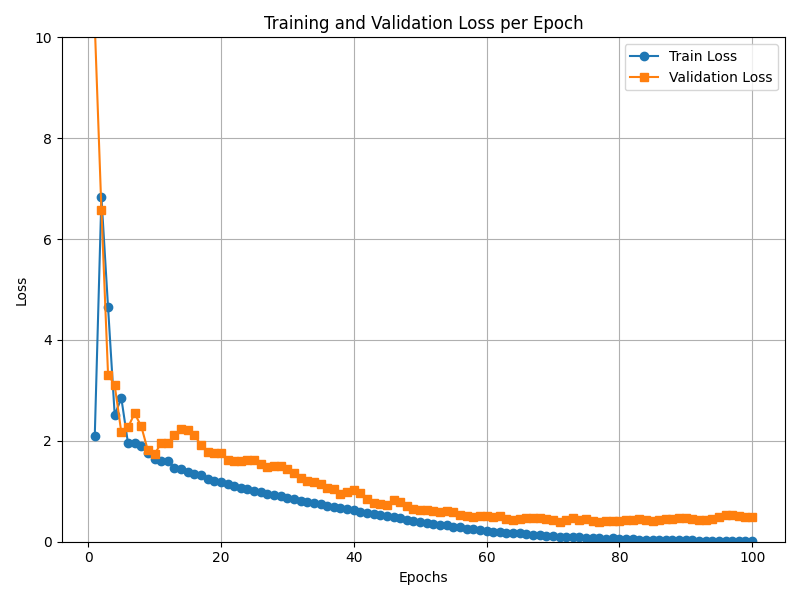 Training and Validation Loss per Epoch
Train Loss
Validation Loss
10
8
6
4
2
0
Loss
0 20 40 60 80 100
Epochs